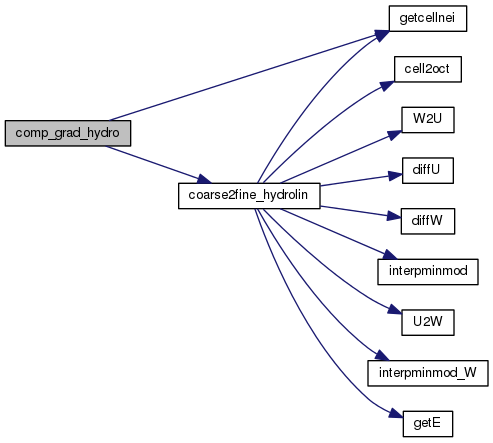 getcellnei
cell2oct
comp_grad_hydro
W2U
diffU
coarse2fine_hydrolin
diffW
interpminmod
U2W
interpminmod_W
getE